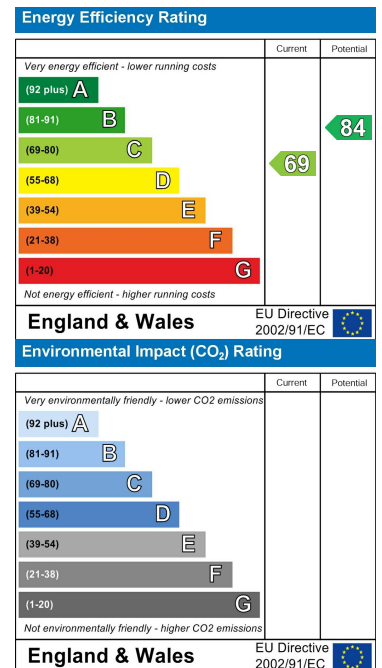 Energy Efficiency Rating
Current Potential
Very energy efficient - lower running costs
(92 plus) A
(81-91) B
84
(69-80) C
69
(55-68) D
(39-54) E
(21-38) F
(1-20) G
Not energy efficient - higher running costs
England & Wales
EU Directive
2002/91/EC
Environmental Impact (CO₂) Rating
Current Potential
Very environmentally friendly - lower CO2 emissions
(92 plus) A
(81-91) B
(69-80) C
(55-68) D
(39-54) E
(21-38) F
(1-20) G
Not environmentally friendly - higher CO2 emissions
England & Wales
EU Directive
2002/91/EC